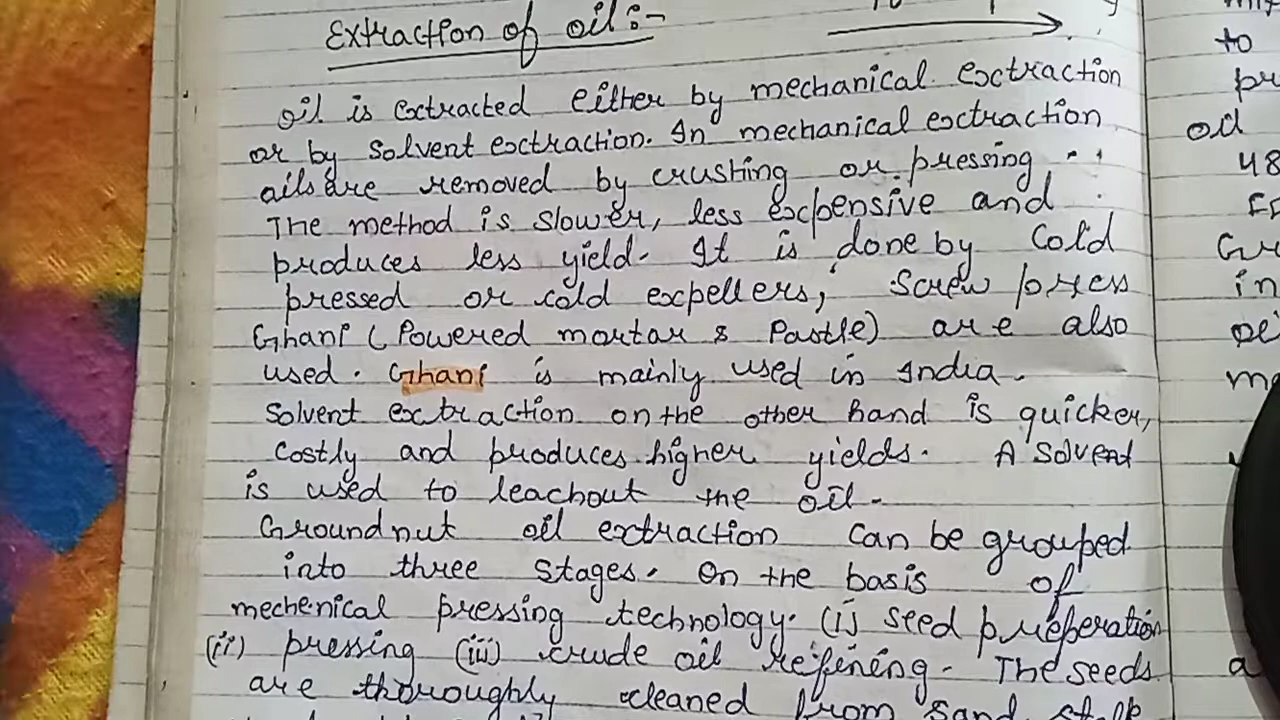 Extraction of oil:-
oil is extracted either by mechanical extraction
or by solvent extraction. In mechanical extraction
oils are removed by crushing or pressing
The method is slower, less expensive and
produces less yield. It is done by cold
pressed or cold expellers, Screw press
Ghani (Powered mortar & Pastle) are also
used. Ghani is mainly used in India.
Solvent extraction on the other hand is quicker,
costly and produces higher yields. A solvent
is used to leachout the oil.
Groundnut oil extraction can be grouped
into three stages. On the basis of
mechenical pressing technology. (i) seed preperation
(ii) pressing (iii) crude oil refining. The seeds
are thoroughly cleaned from sand
to
oil
48
in
a